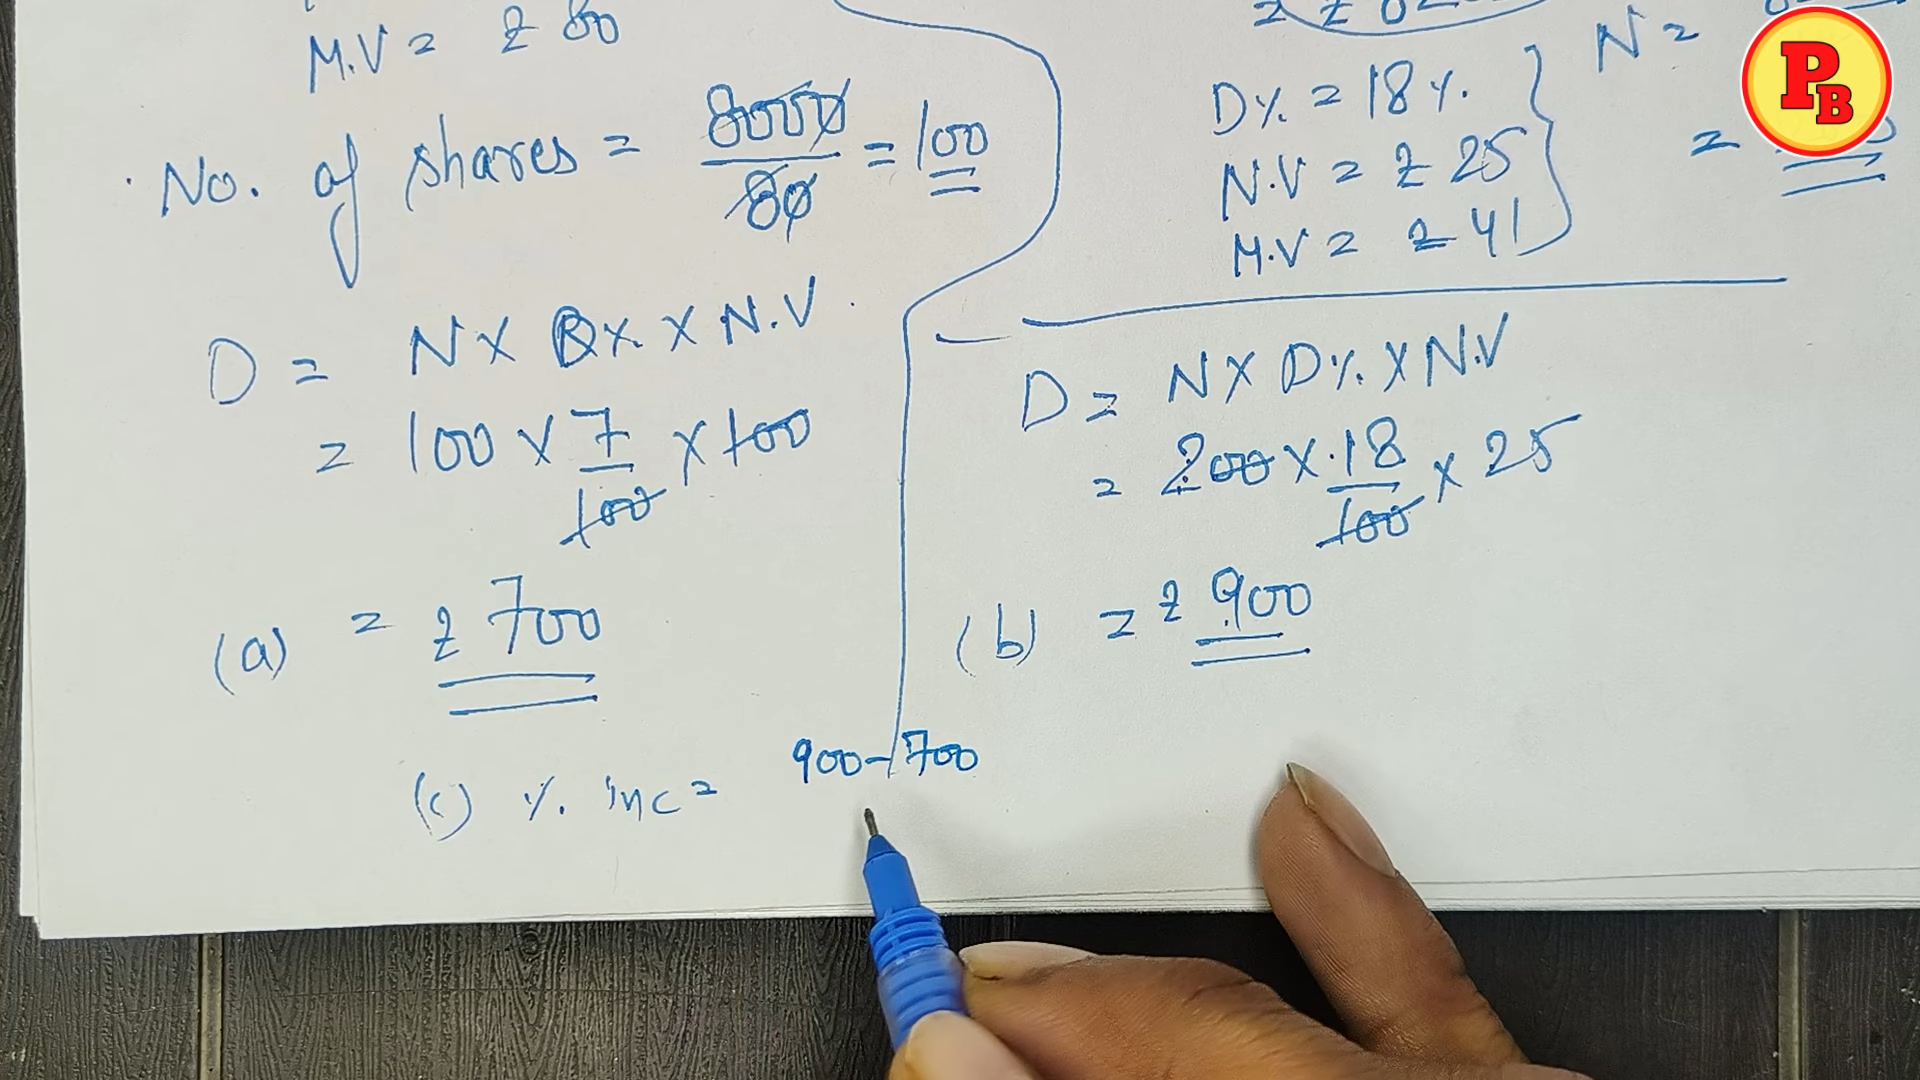 M.V = ₹ 80
No. of shares = 8000/80 = 100
D = N X D% X N.V
= 100 X 7/100 X 100
(a) = ₹ 700
(c) %. inc = 900-700
D%. = 18%.
N.V = ₹ 25
M.V = ₹ 41
N =
=
D = N X D%. X N.V
= 200 X 18/100 X 25
(b) = ₹ 900
PB